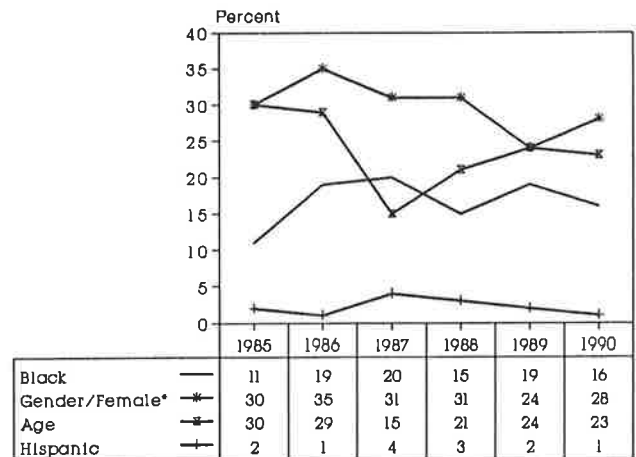 Percent
40
35
30
25
20
15
10
5
0
1985 1986 1987 1988 1989 1990
Black 11 19 20 15 19 16
Gender/Female* 30 35 31 31 24 28
Age 30 29 15 21 24 23
Hispanic 2 1 4 3 2 1